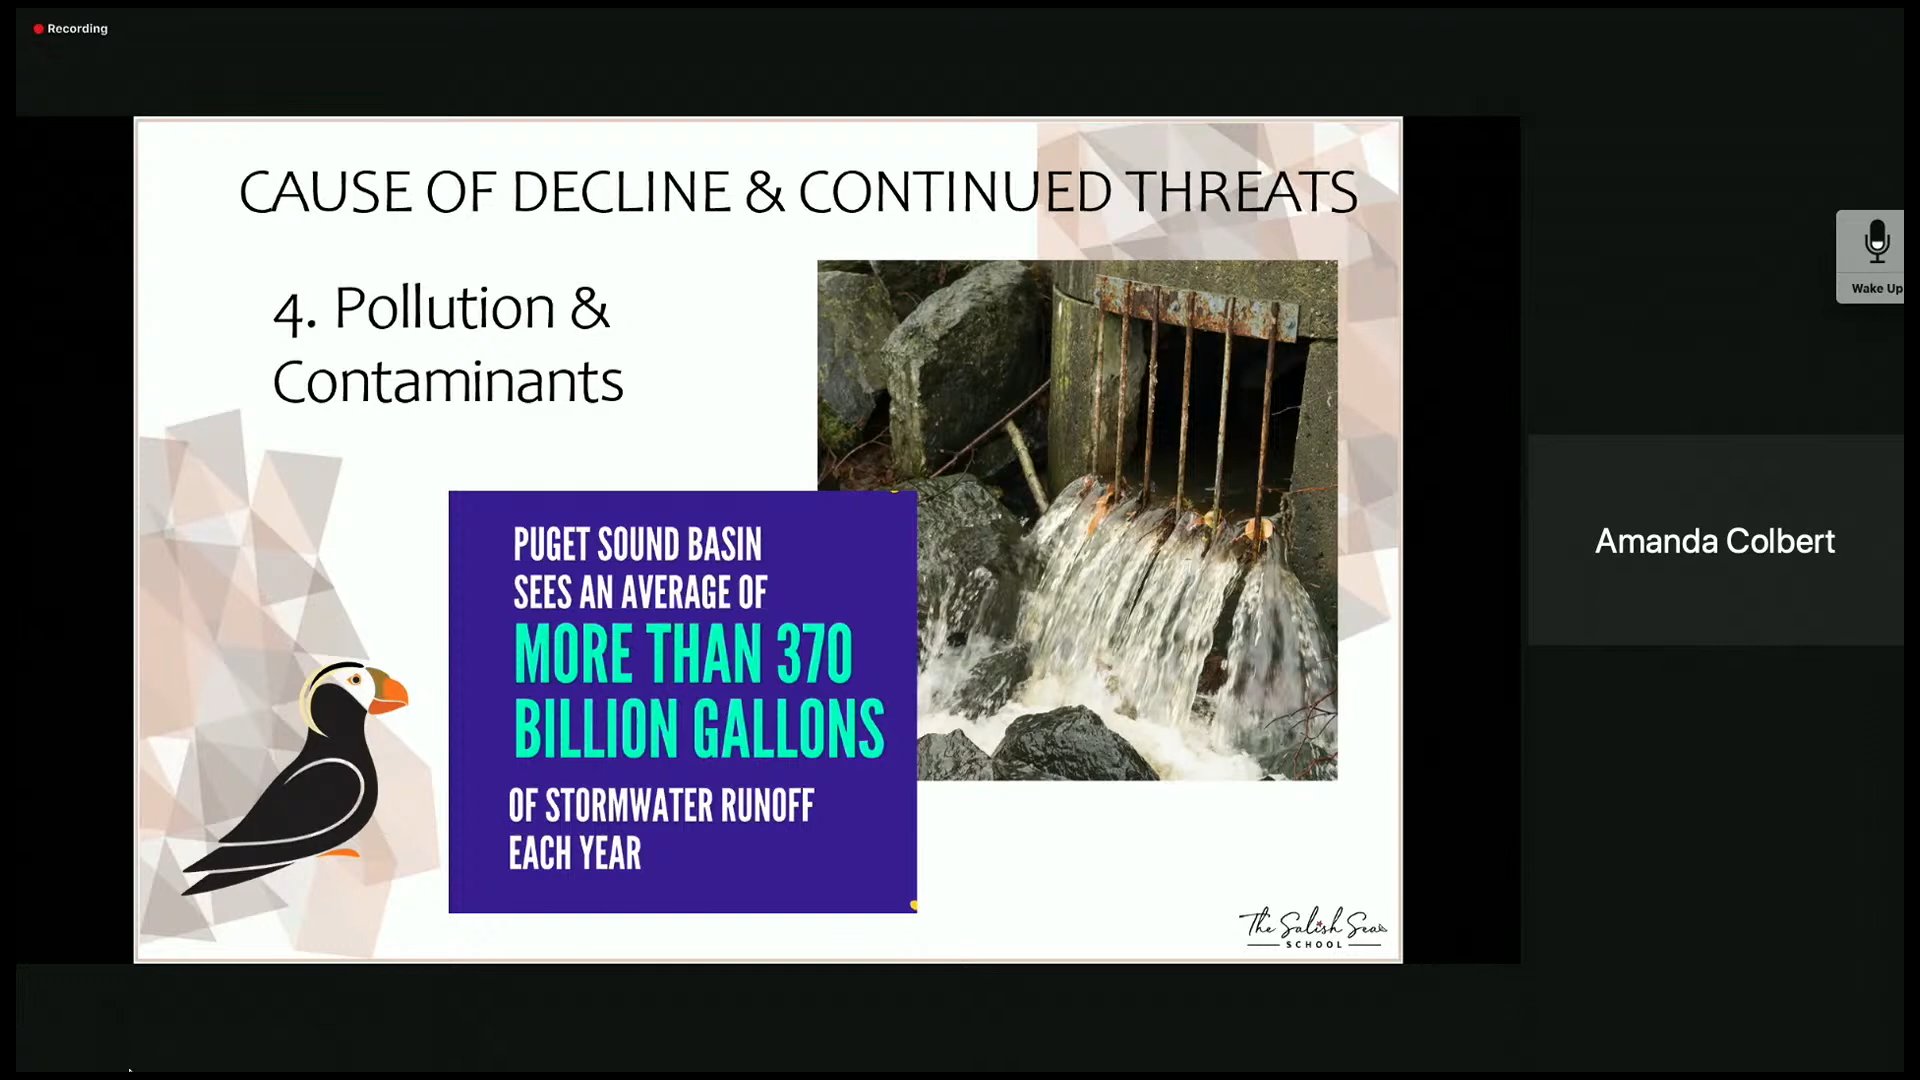 Recording
CAUSE OF DECLINE & CONTINUED THREATS
4. Pollution &
Contaminants
PUGET SOUND BASIN
SEES AN AVERAGE OF
MORE THAN 370
BILLION GALLONS
OF STORMWATER RUNOFF
EACH YEAR
The Salish Sea
SCHOOL
Wake Up
Amanda Colbert